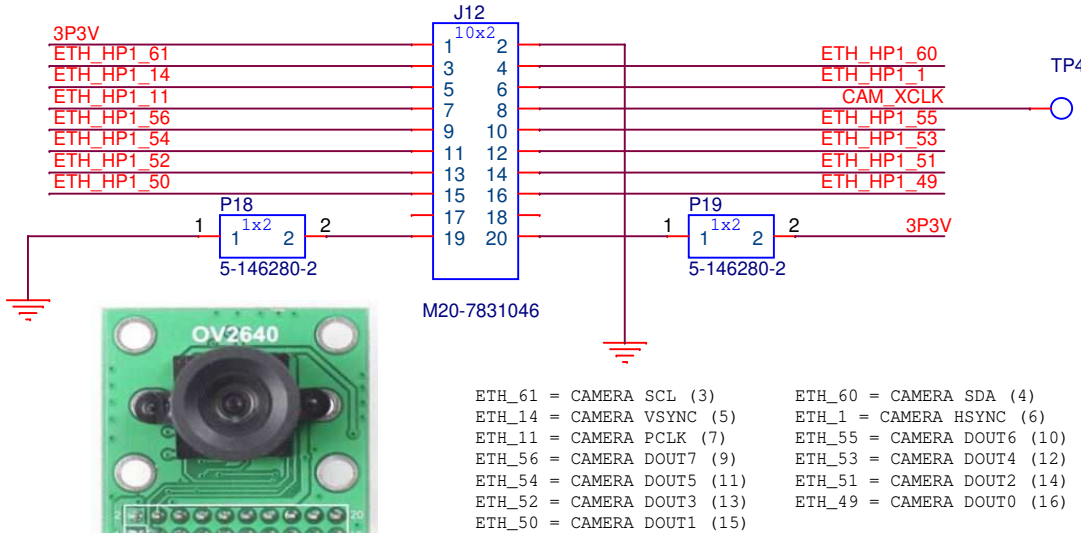 J12
3P3V 1 10x2 2
ETH_HP1_61 3 4 ETH_HP1_60
ETH_HP1_14 5 6 ETH_HP1_1
ETH_HP1_11 7 8 CAM_XCLK TP4
ETH_HP1_56 9 10 ETH_HP1_55
ETH_HP1_54 11 12 ETH_HP1_53
ETH_HP1_52 13 14 ETH_HP1_51
ETH_HP1_50 15 16 ETH_HP1_49
P18 17 18 P19
1 1x2 2 1 1x2 2 3P3V
1 2 19 20 1 2
5-146280-2 5-146280-2
M20-7831046
OV2640
ETH_61 = CAMERA SCL (3) ETH_60 = CAMERA SDA (4)
ETH_14 = CAMERA VSYNC (5) ETH_1 = CAMERA HSYNC (6)
ETH_11 = CAMERA PCLK (7) ETH_55 = CAMERA DOUT6 (10)
ETH_56 = CAMERA DOUT7 (9) ETH_53 = CAMERA DOUT4 (12)
ETH_54 = CAMERA DOUT5 (11) ETH_51 = CAMERA DOUT2 (14)
ETH_52 = CAMERA DOUT3 (13) ETH_49 = CAMERA DOUT0 (16)
ETH_50 = CAMERA DOUT1 (15)
2 20